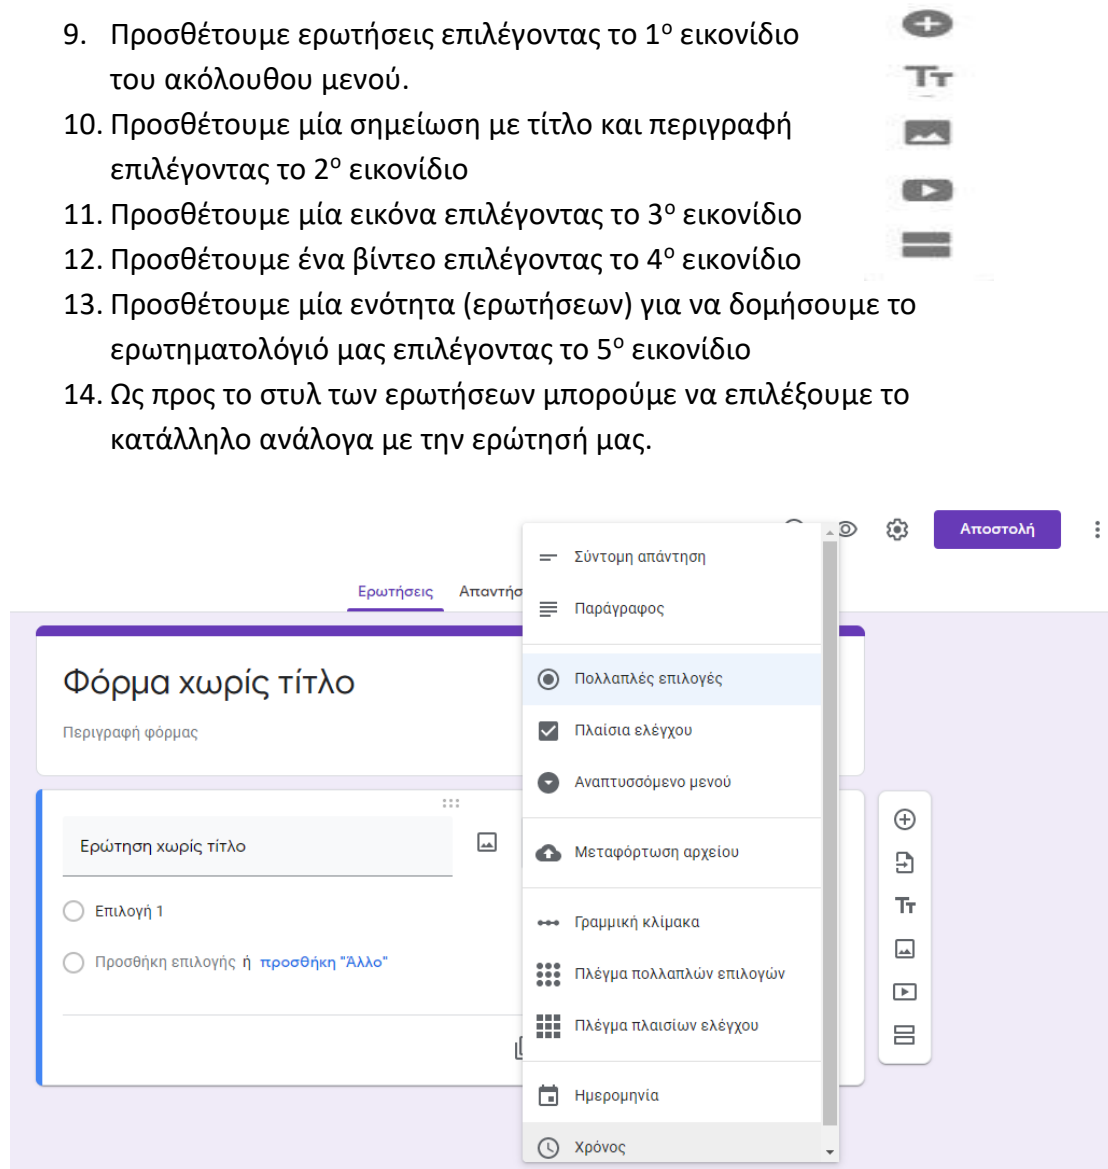 9. Προσθέτουμε ερωτήσεις επιλέγοντας το 1ο εικονίδιο
του ακόλουθου μενού.
10. Προσθέτουμε μία σημείωση με τίτλο και περιγραφή
επιλέγοντας το 2ο εικονίδιο
11. Προσθέτουμε μία εικόνα επιλέγοντας το 3ο εικονίδιο
12. Προσθέτουμε ένα βίντεο επιλέγοντας το 4ο εικονίδιο
13. Προσθέτουμε μία ενότητα (ερωτήσεων) για να δομήσουμε το
ερωτηματολόγιό μας επιλέγοντας το 5ο εικονίδιο
14. Ως προς το στυλ των ερωτήσεων μπορούμε να επιλέξουμε το
κατάλληλο ανάλογα με την ερώτησή μας.
Αποστολή
Ερωτήσεις Απαντήσ
Φόρμα χωρίς τίτλο
Περιγραφή φόρμας
Ερώτηση χωρίς τίτλο
Επιλογή 1
Προσθήκη επιλογής ή προσθήκη "Άλλο"
Σύντομη απάντηση
Παράγραφος
Πολλαπλές επιλογές
Πλαίσια ελέγχου
Αναπτυσσόμενο μενού
Μεταφόρτωση αρχείου
Γραμμική κλίμακα
Πλέγμα πολλαπλών επιλογών
Πλέγμα πλαισίων ελέγχου
Ημερομηνία
Χρόνος